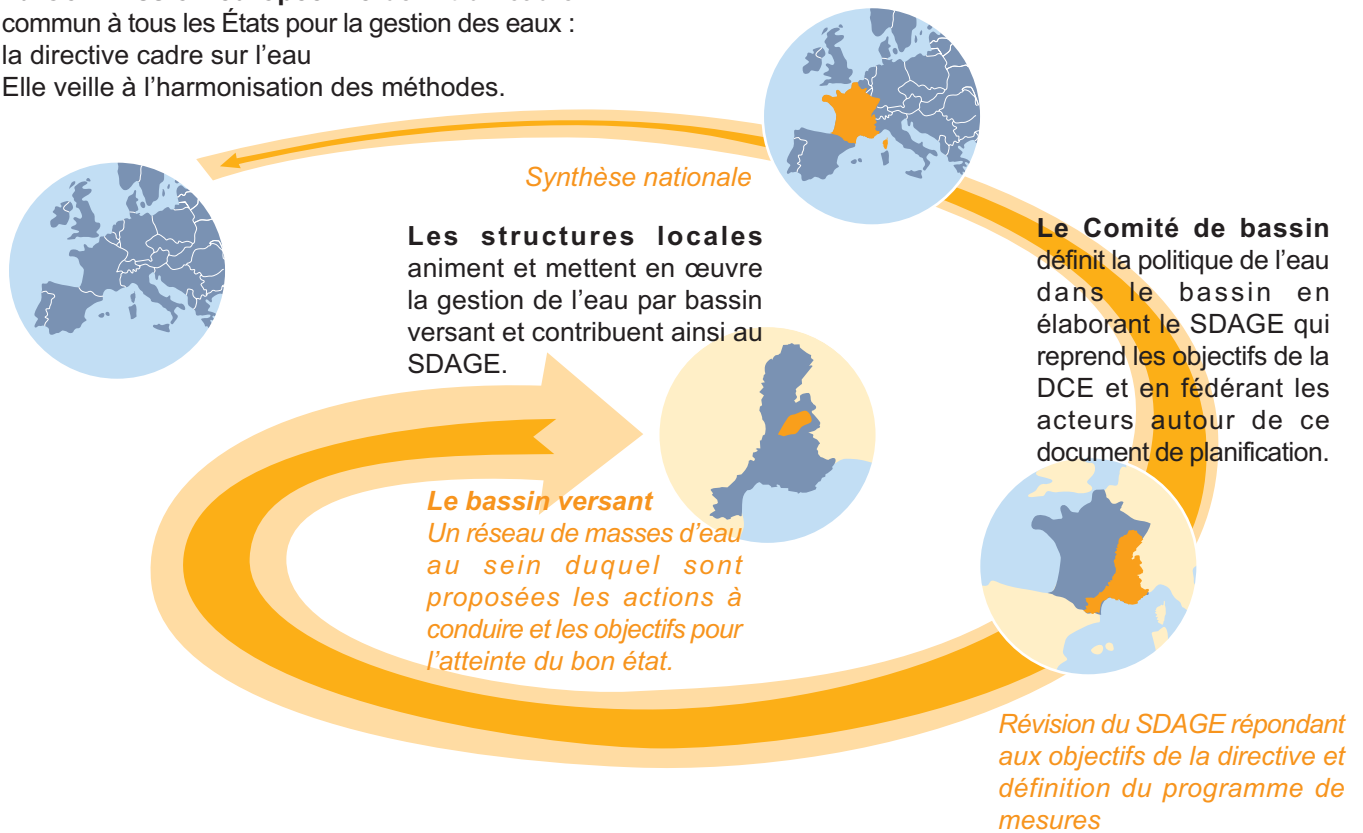 commun à tous les États pour la gestion des eaux :
la directive cadre sur l’eau
Elle veille à l’harmonisation des méthodes.
Synthèse nationale
Les structures locales
animent et mettent en œuvre
la gestion de l’eau par bassin
versant et contribuent ainsi au
SDAGE.
Le Comité de bassin
définit la politique de l’eau
dans le bassin en
élaborant le SDAGE qui
reprend les objectifs de la
DCE et en fédérant les
acteurs autour de ce
document de planification.
Le bassin versant
Un réseau de masses d’eau
au sein duquel sont
proposées les actions à
conduire et les objectifs pour
l’atteinte du bon état.
Révision du SDAGE répondant
aux objectifs de la directive et
définition du programme de
mesures